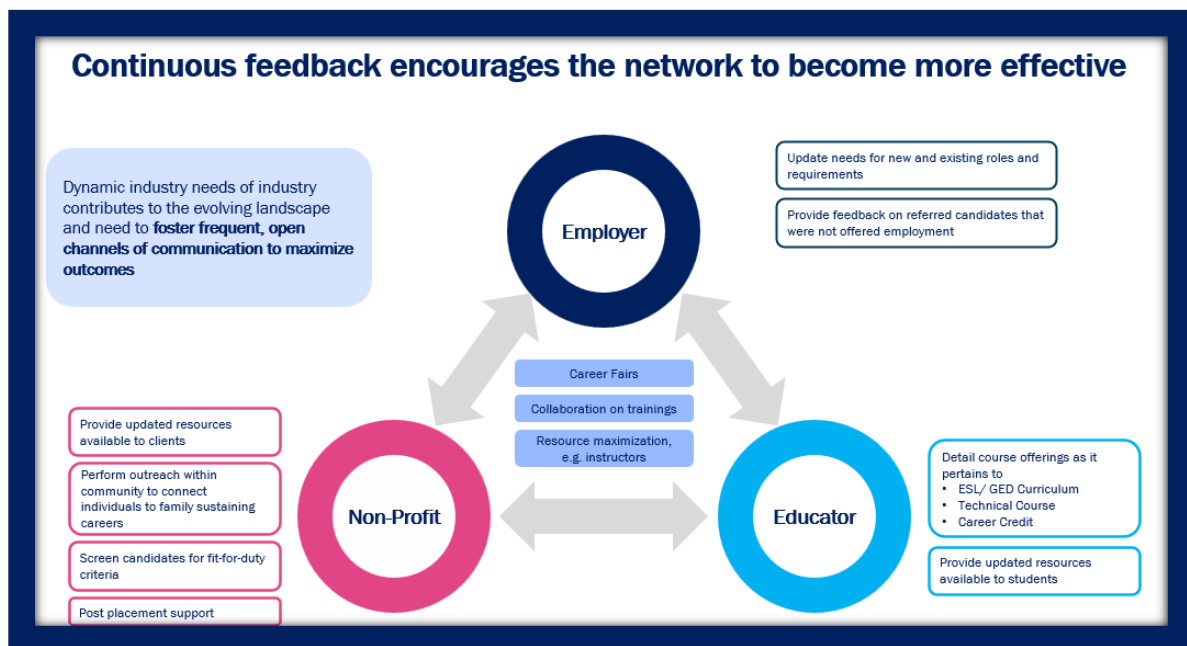 Continuous feedback encourages the network to become more effective
Dynamic industry needs of industry
contributes to the evolving landscape
and need to foster frequent, open
channels of communication to maximize
outcomes
Employer
Update needs for new and existing roles and
requirements
Provide feedback on referred candidates that
were not offered employment
Career Fairs
Collaboration on trainings
Resource maximization,
e.g. instructors
Provide updated resources
available to clients
Perform outreach within
community to connect
individuals to family sustaining
careers
Screen candidates for fit-for-duty
criteria
Post placement support
Non-Profit
Educator
Detail course offerings as it
pertains to
• ESL/ GED Curriculum
• Technical Course
• Career Credit
Provide updated resources
available to students